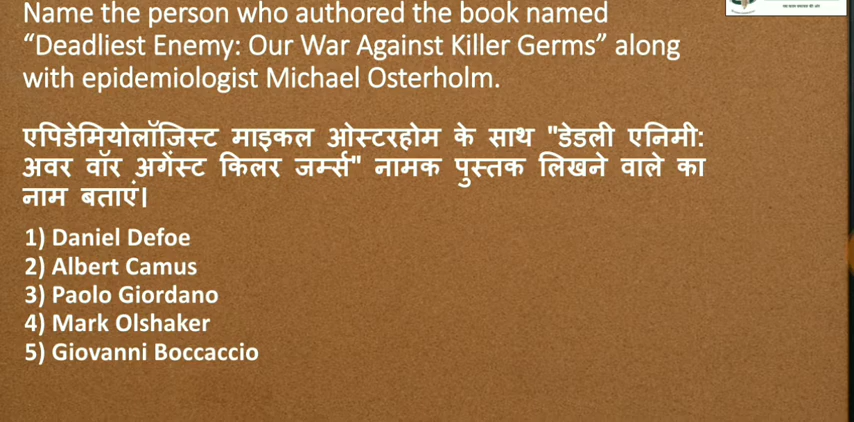 Name the person who authored the book named
“Deadliest Enemy: Our War Against Killer Germs” along
with epidemiologist Michael Osterholm.
एपिडेमियोलॉजिस्ट माइकल ओस्टरहोम के साथ "डेडली एनिमी:
अवर वॉर अगेंस्ट किलर जर्म्स" नामक पुस्तक लिखने वाले का
नाम बताएं।
1) Daniel Defoe
2) Albert Camus
3) Paolo Giordano
4) Mark Olshaker
5) Giovanni Boccaccio